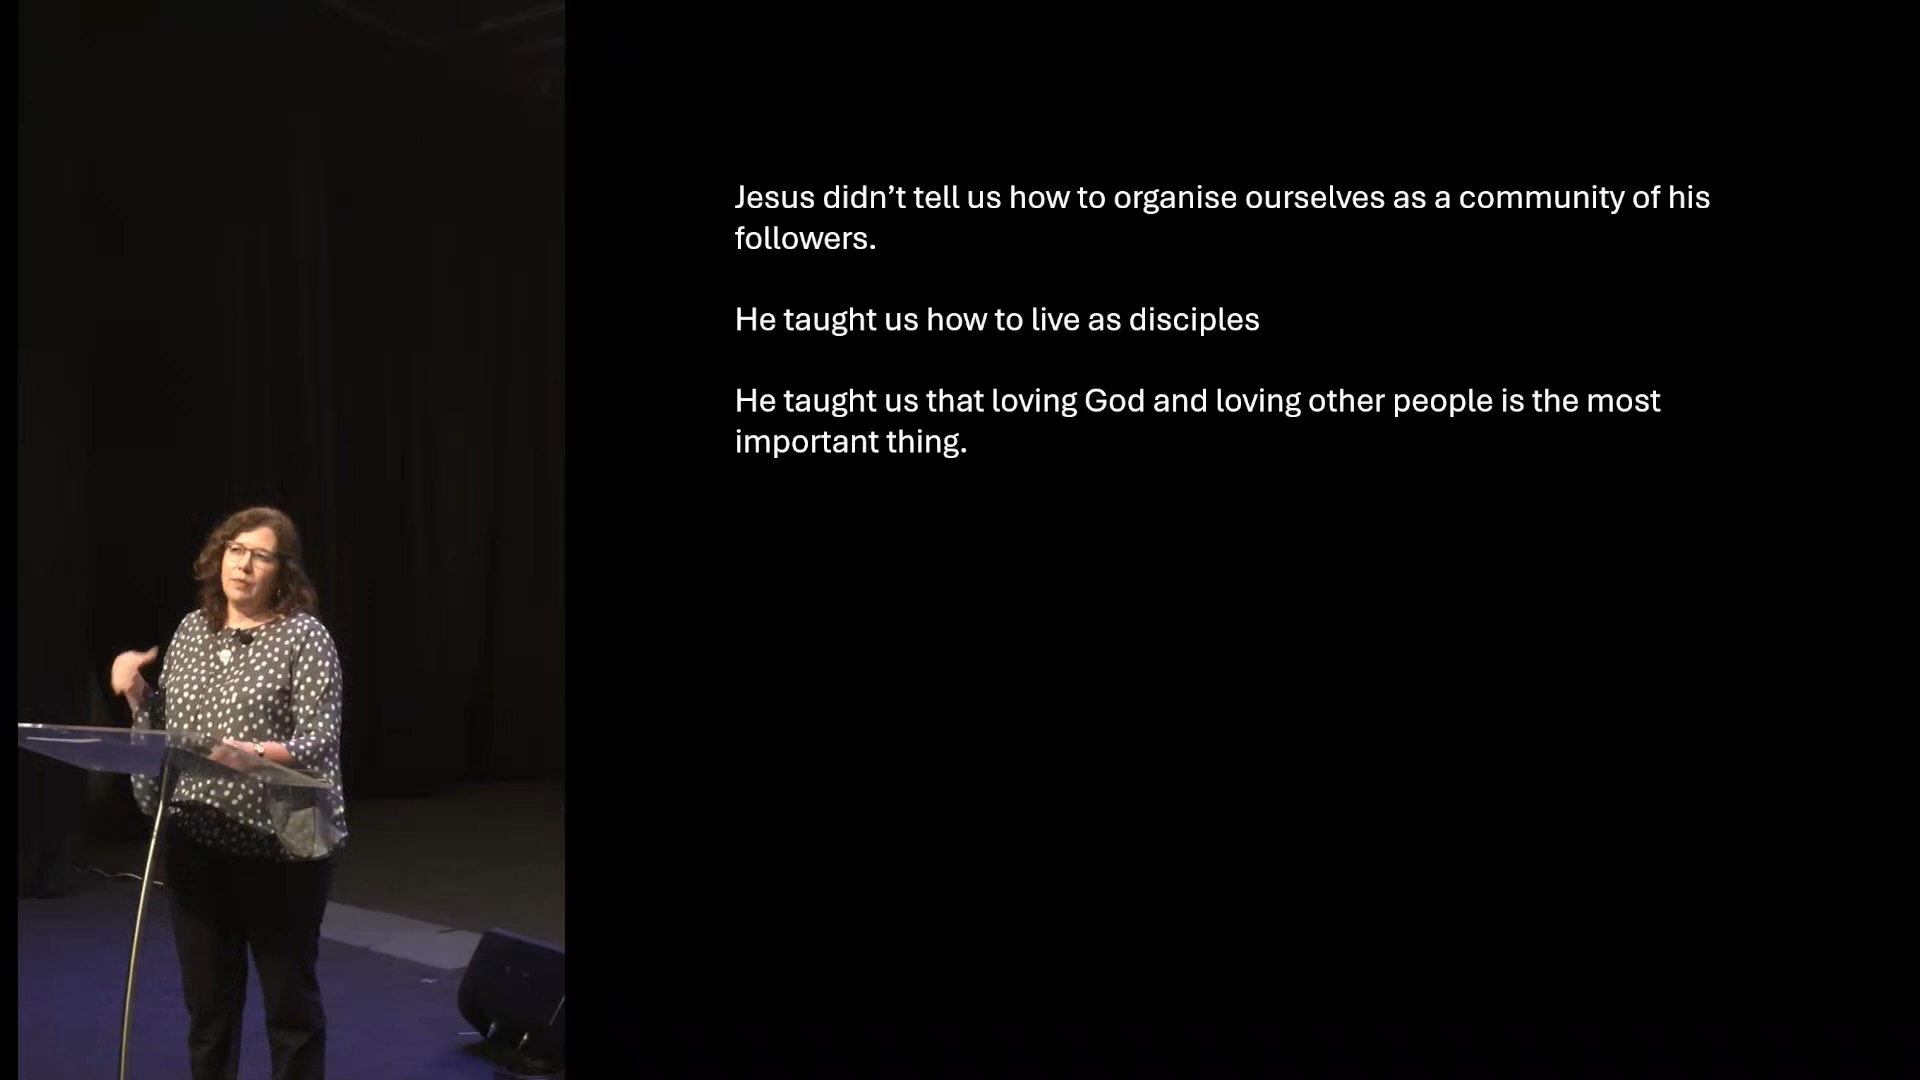 Jesus didn’t tell us how to organise ourselves as a community of his
followers.
He taught us how to live as disciples
He taught us that loving God and loving other people is the most
important thing.